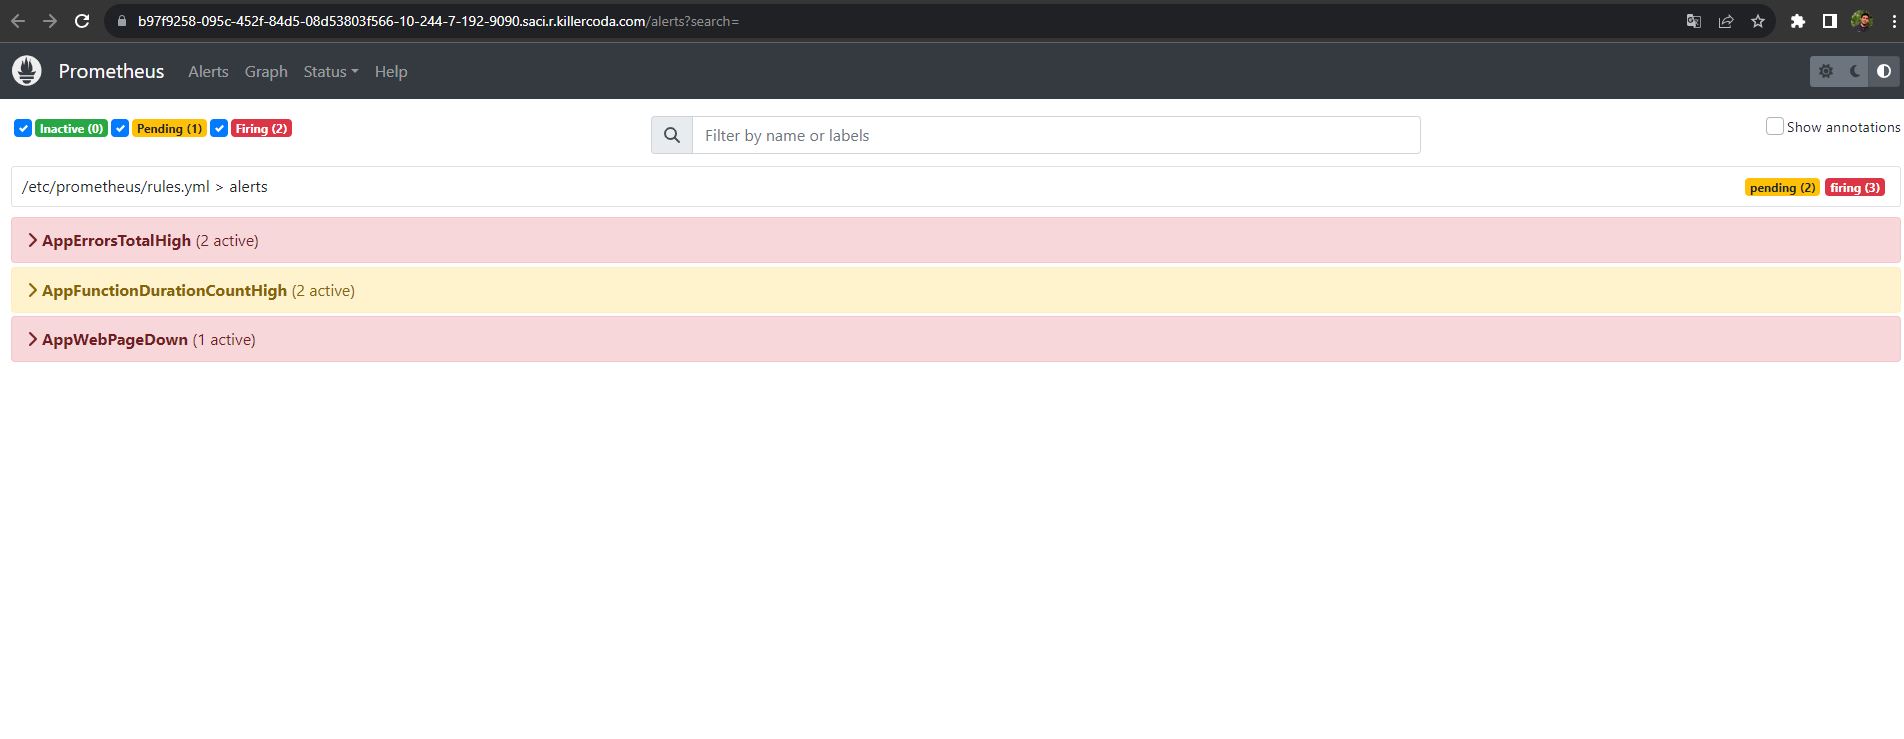 b97f9258-095c-452f-84d5-08d53803f566-10-244-7-192-9090.saci.r.killercoda.com/alerts?search=
Prometheus Alerts Graph Status Help
Inactive (0) Pending (1) Firing (2) Filter by name or labels Show annotations
/etc/prometheus/rules.yml > alerts pending (2) firing (3)
AppErrorsTotalHigh (2 active)
AppFunctionDurationCountHigh (2 active)
AppWebPageDown (1 active)